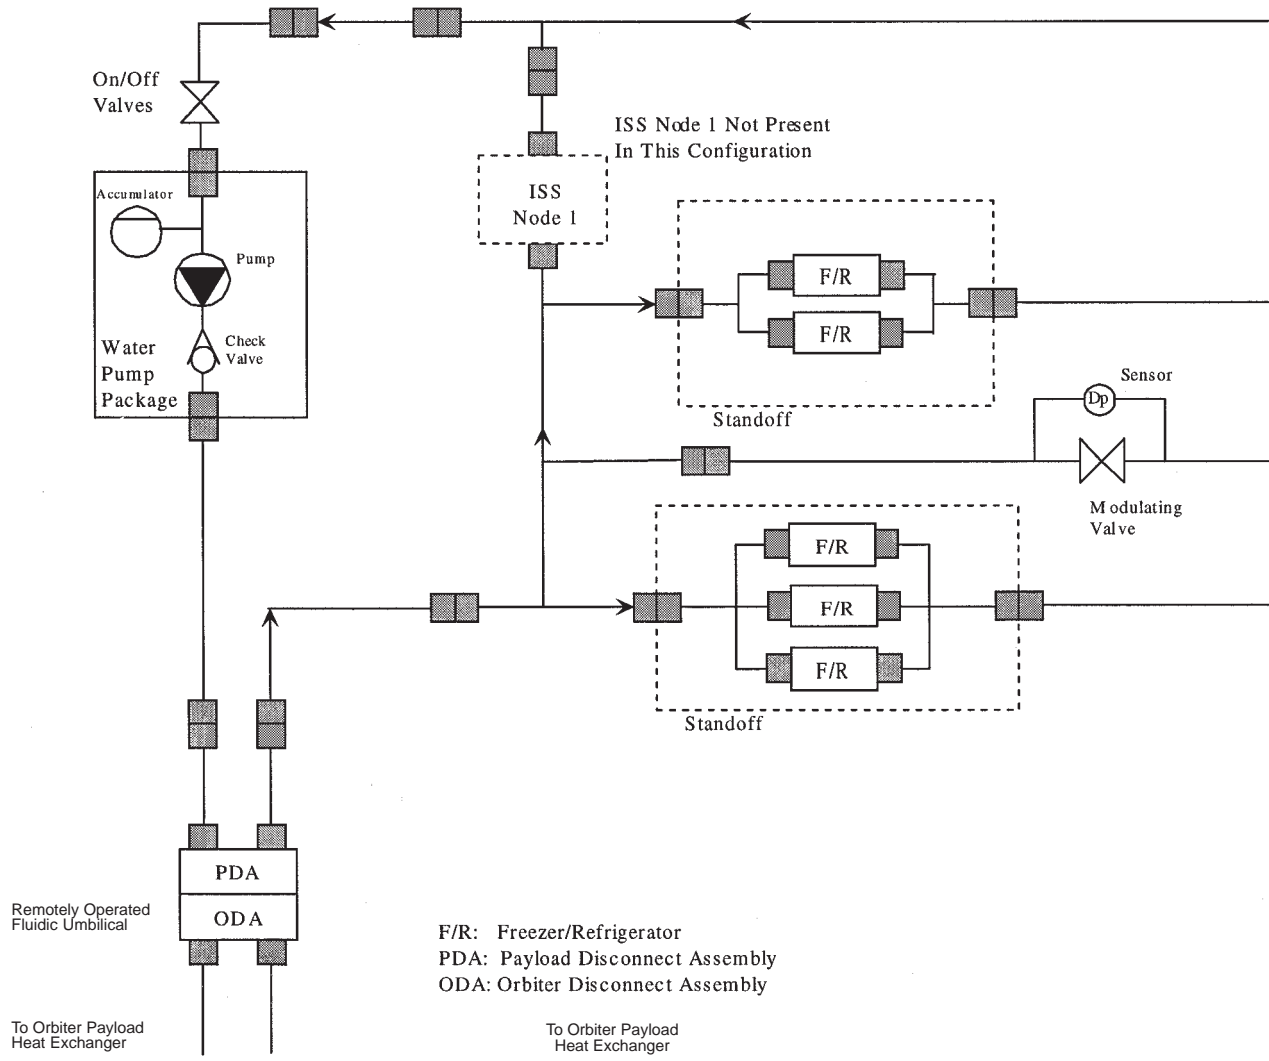 On/Off
Valves
ISS Node 1 Not Present
In This Configuration
Accumulator
ISS
Node 1
Pump
F/R
F/R
Check
Valve
Water
Pump
Package
Sensor
Dp
Standoff
Modulating
Valve
F/R
F/R
F/R
Standoff
PDA
Remotely Operated
Fluidic Umbilical
ODA
F/R: Freezer/Refrigerator
PDA: Payload Disconnect Assembly
ODA: Orbiter Disconnect Assembly
To Orbiter Payload
Heat Exchanger
To Orbiter Payload
Heat Exchanger